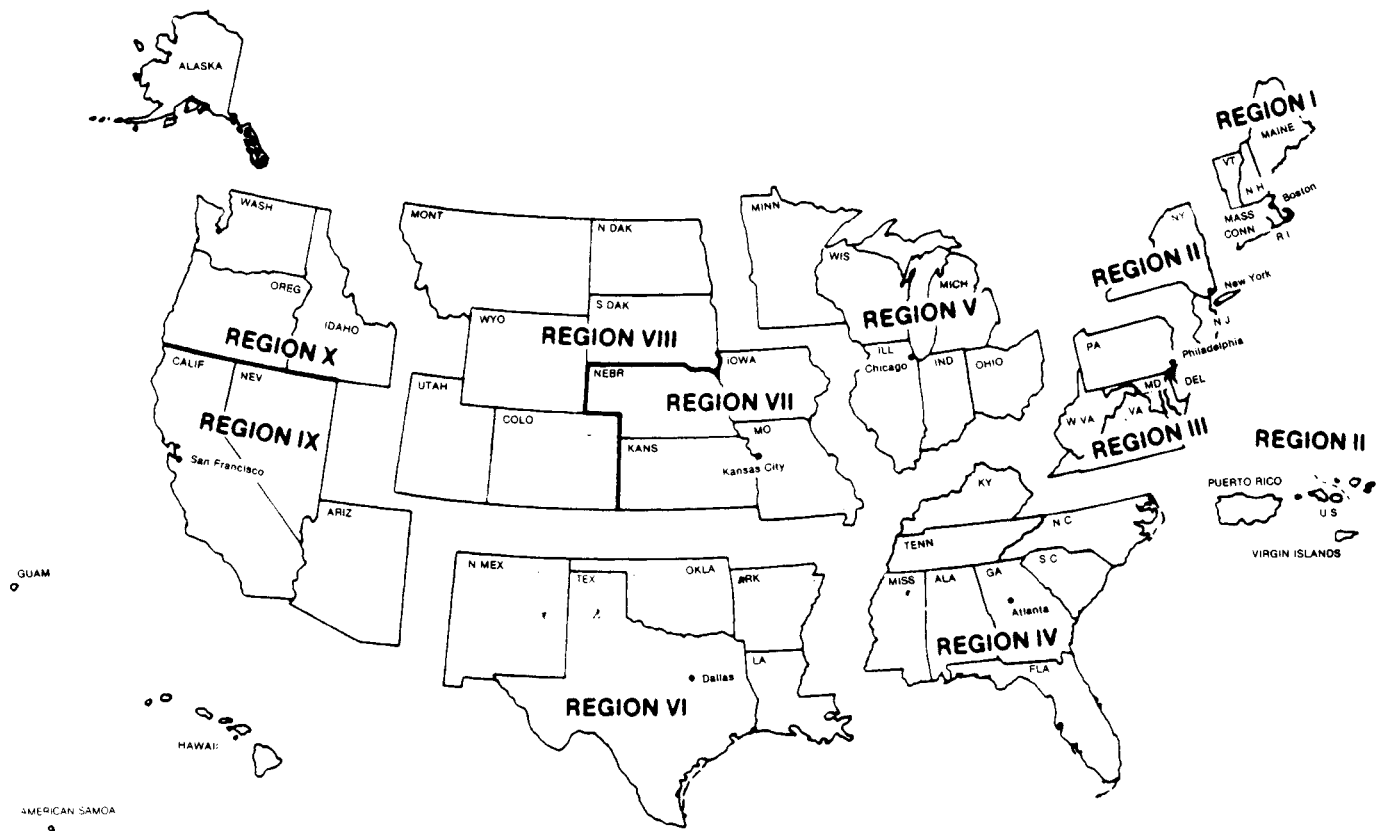 ALASKA
REGION I
MAINE
VT
N H
Boston
MASS
CONN
R I
NY
REGION II
New York
N J
WASH
OREG
IDAHO
REGION X
MONT
N DAK
S DAK
WYO
REGION VIII
UTAH
COLO
MINN
WIS
MICH
REGION V
ILL
Chicago
IND
OHIO
PA
Philadelphia
MD
DEL
W VA
VA
REGION III
REGION II
PUERTO RICO
U S
VIRGIN ISLANDS
CALIF
NEV
REGION IX
San Francisco
ARIZ
NEBR
IOWA
REGION VII
KANS
MO
Kansas City
KY
TENN
N C
S C
MISS
ALA
GA
Atlanta
REGION IV
FLA
N MEX
TEX
OKLA
ARK
LA
Dallas
REGION VI
GUAM
HAWAII
AMERICAN SAMOA